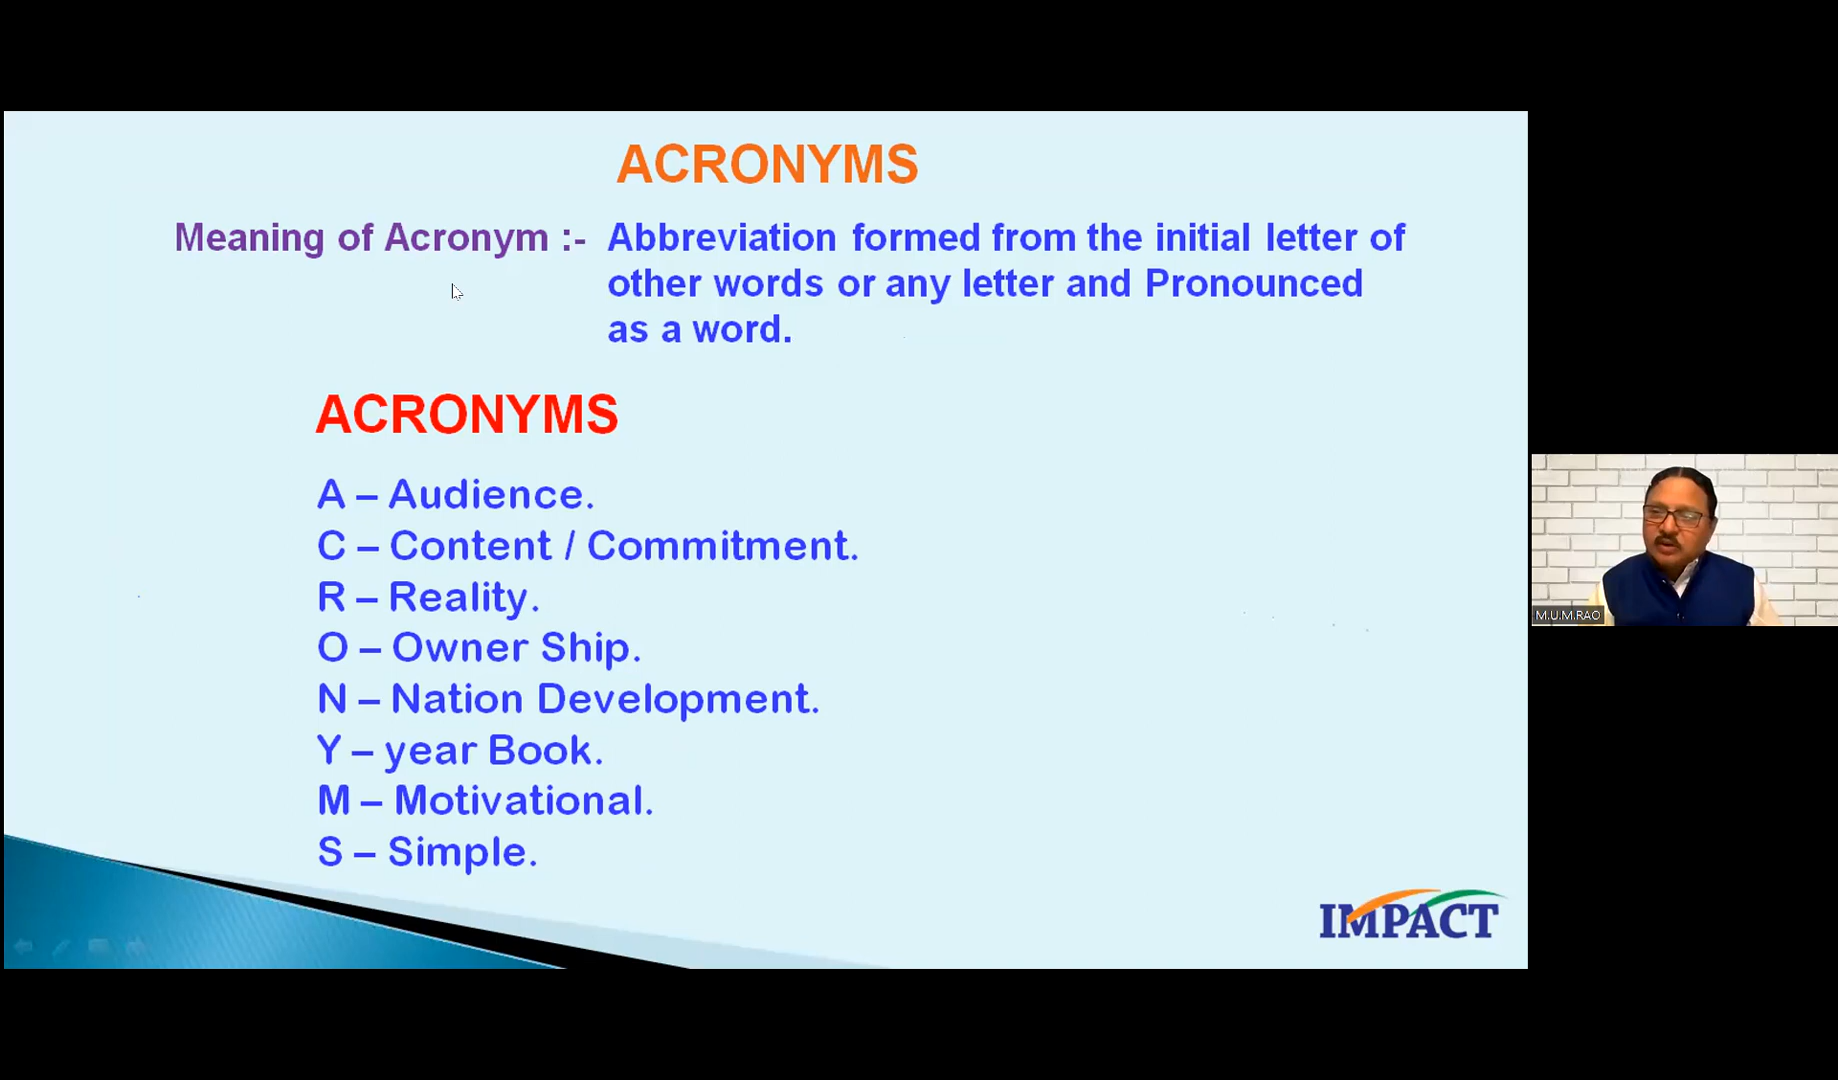 ACRONYMS
Meaning of Acronym :- Abbreviation formed from the initial letter of
other words or any letter and Pronounced
as a word.
ACRONYMS
A – Audience.
C – Content / Commitment.
R – Reality.
O – Owner Ship.
N – Nation Development.
Y – year Book.
M – Motivational.
S – Simple.
IMPACT
M.U.M.RAO